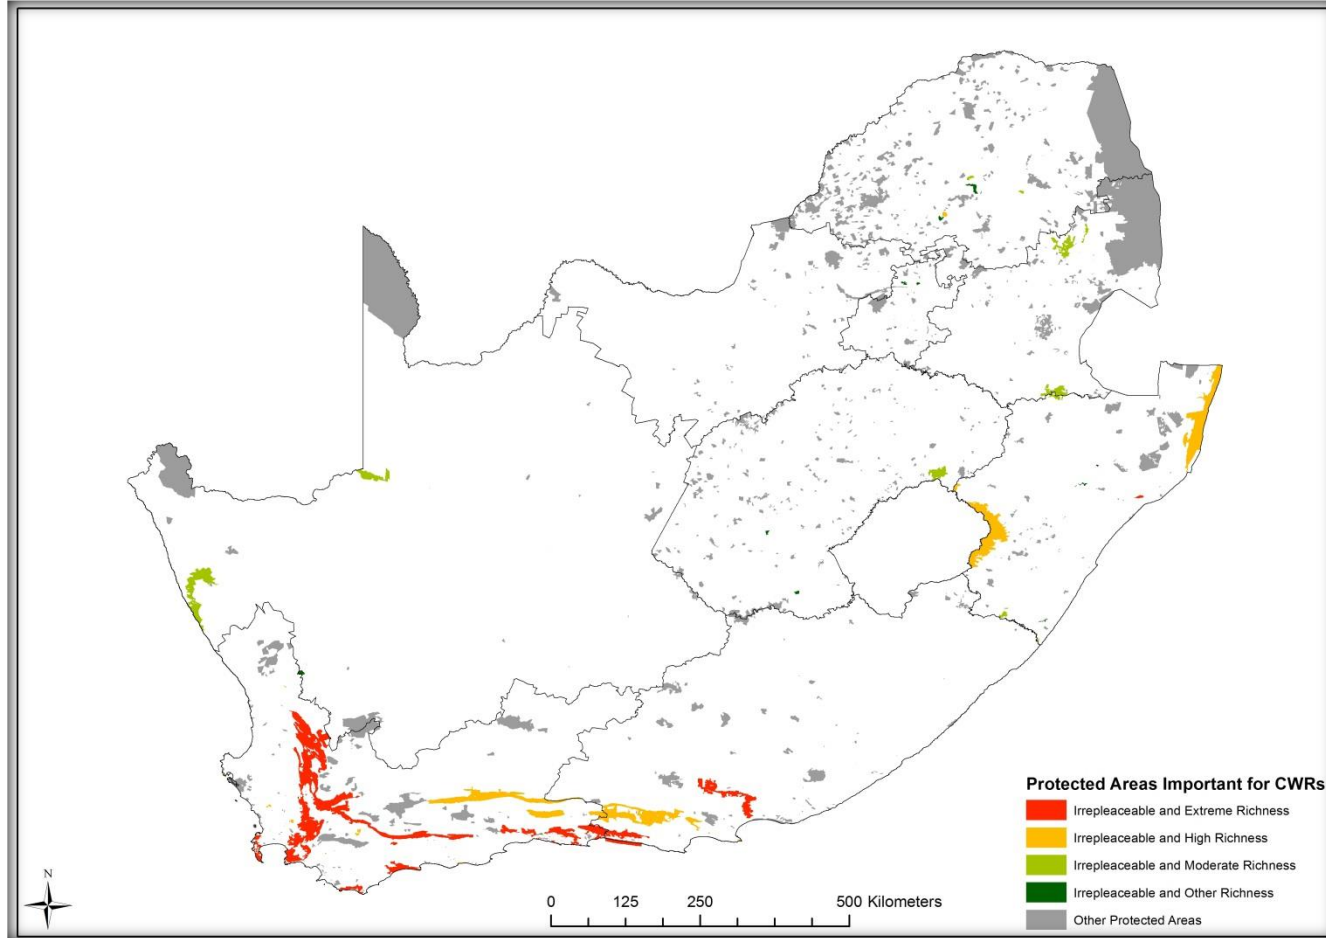 Protected Areas Important for CWRs
Irrepleaceable and Extreme Richness
Irrepleaceable and High Richness
Irrepleaceable and Moderate Richness
Irrepleaceable and Other Richness
Other Protected Areas
N
0 125 250 500 Kilometers